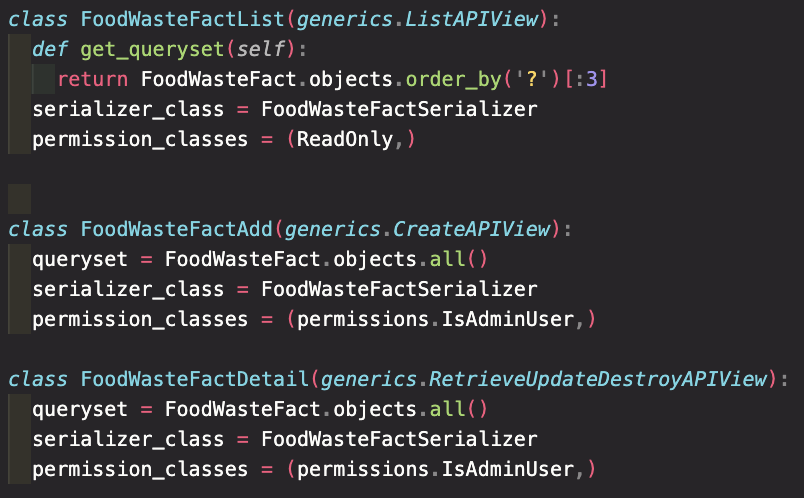 class FoodWasteFactList(generics.ListAPIView):
  def get_queryset(self):
    return FoodWasteFact.objects.order_by('?')[:3]
  serializer_class = FoodWasteFactSerializer
  permission_classes = (ReadOnly,)
class FoodWasteFactAdd(generics.CreateAPIView):
  queryset = FoodWasteFact.objects.all()
  serializer_class = FoodWasteFactSerializer
  permission_classes = (permissions.IsAdminUser,)
class FoodWasteFactDetail(generics.RetrieveUpdateDestroyAPIView):
  queryset = FoodWasteFact.objects.all()
  serializer_class = FoodWasteFactSerializer
  permission_classes = (permissions.IsAdminUser,)